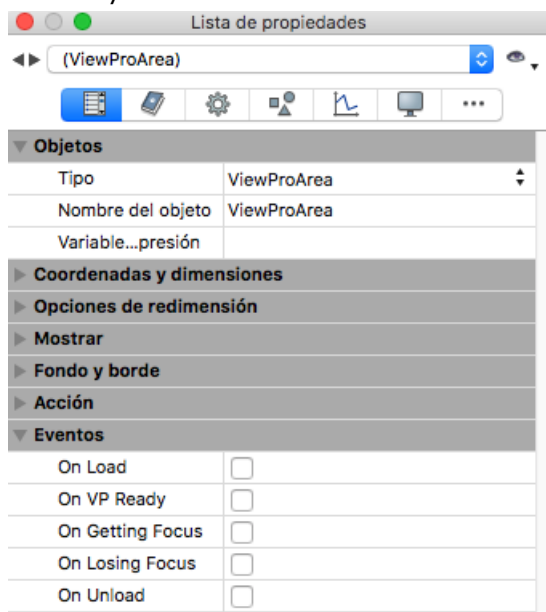 Lista de propiedades
(ViewProArea)
Objetos
Tipo ViewProArea
Nombre del objeto ViewProArea
Variable...presión
Coordenadas y dimensiones
Opciones de redimensión
Mostrar
Fondo y borde
Acción
Eventos
On Load
On VP Ready
On Getting Focus
On Losing Focus
On Unload